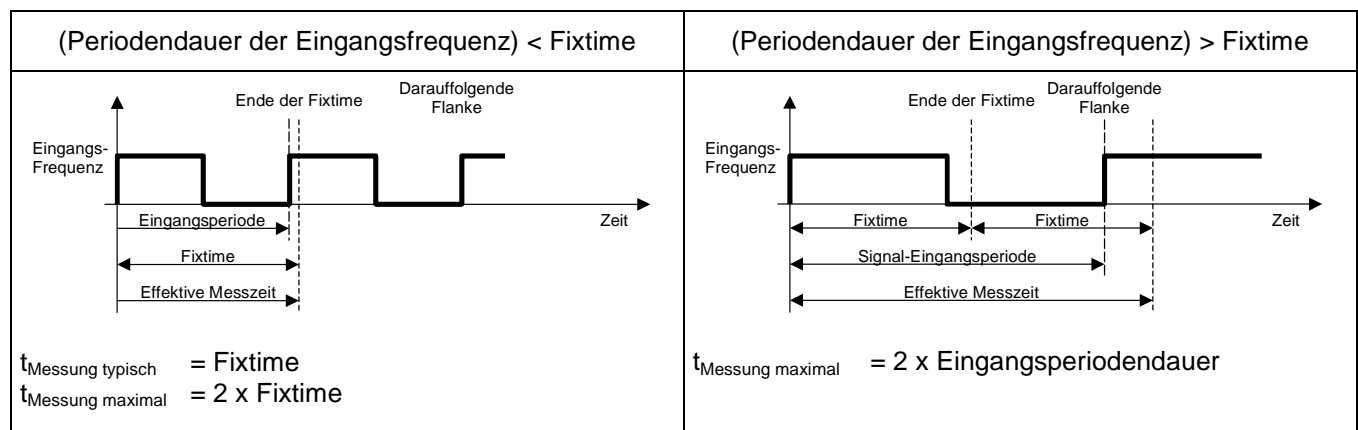 (Periodendauer der Eingangsfrequenz) < Fixtime
Ende der Fixtime
Darauffolgende
Flanke
Eingangs-
Frequenz
Zeit
Eingangsperiode
Fixtime
Effektive Messzeit
tMessung typisch = Fixtime
tMessung maximal = 2 x Fixtime
(Periodendauer der Eingangsfrequenz) > Fixtime
Ende der Fixtime
Darauffolgende
Flanke
Eingangs-
Frequenz
Zeit
Fixtime Fixtime
Signal-Eingangsperiode
Effektive Messzeit
tMessung maximal = 2 x Eingangsperiodendauer